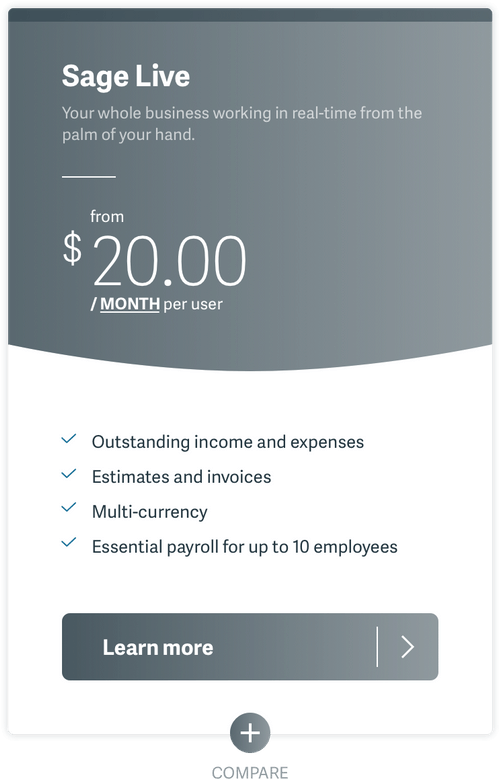 Sage Live
Your whole business working in real-time from the
palm of your hand.
from
$ 20.00
/ MONTH per user
Outstanding income and expenses
Estimates and invoices
Multi-currency
Essential payroll for up to 10 employees
Learn more
COMPARE